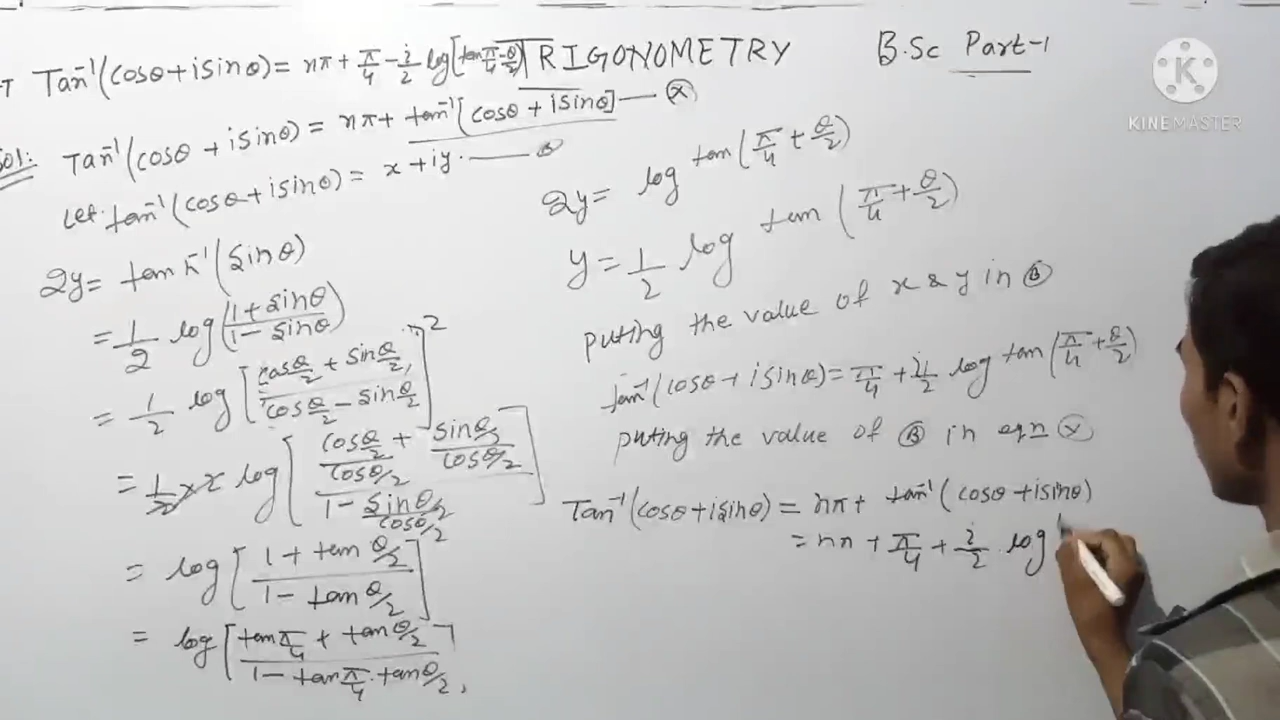 T Tan⁻¹(cosθ+isinθ)= nπ+ π/4 - i/2 log[tan(π/4-θ/2)] TRIGONOMETRY
B.Sc Part-1
Sol: Tan⁻¹(cosθ + isinθ) = nπ+ tan⁻¹[cosθ + isinθ] — ⊗
Let tan⁻¹(cosθ+isinθ) = x+iy. — Ⓑ
2y= tan h⁻¹(sinθ)
= 1/2 log(1+sinθ/1-sinθ)
= 1/2 log[cosθ/2 + sinθ/2 / cosθ/2 - sinθ/2]²
= 1/2 × 2 log[cosθ/2/cosθ/2 + sinθ/2/cosθ/2 / 1 - sinθ/2/cosθ/2]
= log[1+tanθ/2 / 1-tanθ/2]
= log[tanπ/4 + tanθ/2 / 1-tanπ/4.tanθ/2]
2y= log tan(π/4+θ/2)
y= 1/2 log tan(π/4+θ/2)
puting the value of x & y in Ⓑ
tan⁻¹(cosθ+isinθ)= π/4 + i/2 log tan(π/4+θ/2)
puting the value of Ⓑ in eqn ⊗
Tan⁻¹(cosθ+isinθ) = nπ+ tan⁻¹(cosθ+isinθ)
= nπ + π/4 + i/2 . log
KINEMASTER